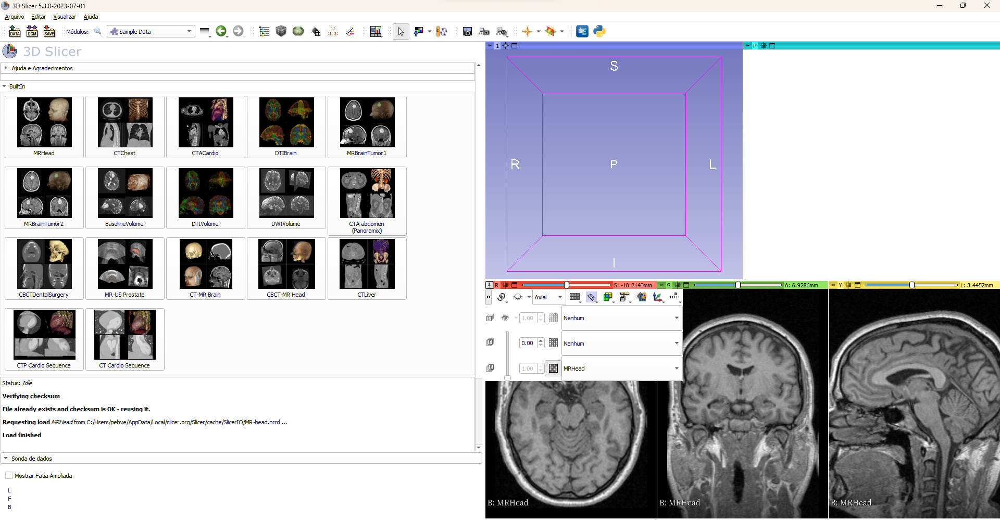 3D Slicer 5.3.0-2023-07-01
Arquivo Editar Visualizar Ajuda
DATA DCM SAVE Módulos: Sample Data
3D Slicer
Ajuda e Agradecimentos
BuiltIn
MRHead CTChest CTACardio DTIBrain MRBrainTumor1
MRBrainTumor2 BaselineVolume DTIVolume DWIVolume CTA abdomen
(Panoramix)
CBCTDentalSurgery MR-US Prostate CT-MR Brain CBCT-MR Head CTLiver
CTP Cardio Sequence CT Cardio Sequence
Status: Idle
Verifying checksum
File already exists and checksum is OK - reusing it.
Requesting load MRHead from C:/Users/pebve/AppData/Local/slicer.org/Slicer/cache/SlicerIO/MR-head.nrrd ...
Load finished
Sonda de dados
Mostrar Fatia Ampliada
L
F
B
1
S
R P L
I
P
R S: -10.2143mm
G A: 6.9286mm
Y L: 3.4452mm
Axial
L 1.00 Nenhum
F 0.00 Nenhum
B 1.00 MRHead
B: MRHead
B: MRHead
B: MRHead